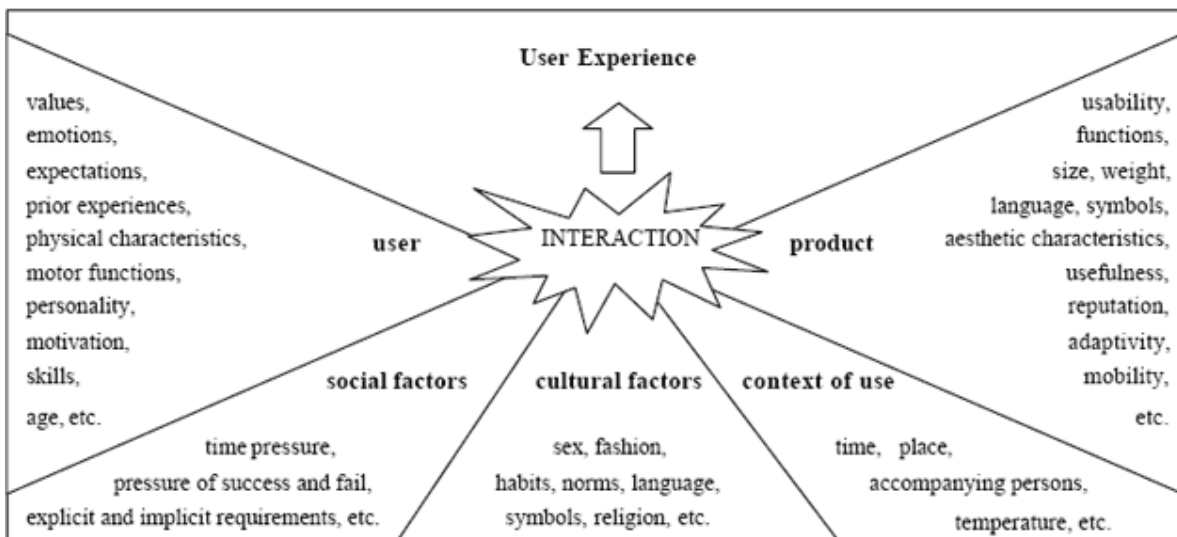 User Experience
INTERACTION
user
values,
emotions,
expectations,
prior experiences,
physical characteristics,
motor functions,
personality,
motivation,
skills,
age, etc.
product
usability,
functions,
size, weight,
language, symbols,
aesthetic characteristics,
usefulness,
reputation,
adaptivity,
mobility,
etc.
social factors
time pressure,
pressure of success and fail,
explicit and implicit requirements, etc.
cultural factors
sex, fashion,
habits, norms, language,
symbols, religion, etc.
context of use
time, place,
accompanying persons,
temperature, etc.